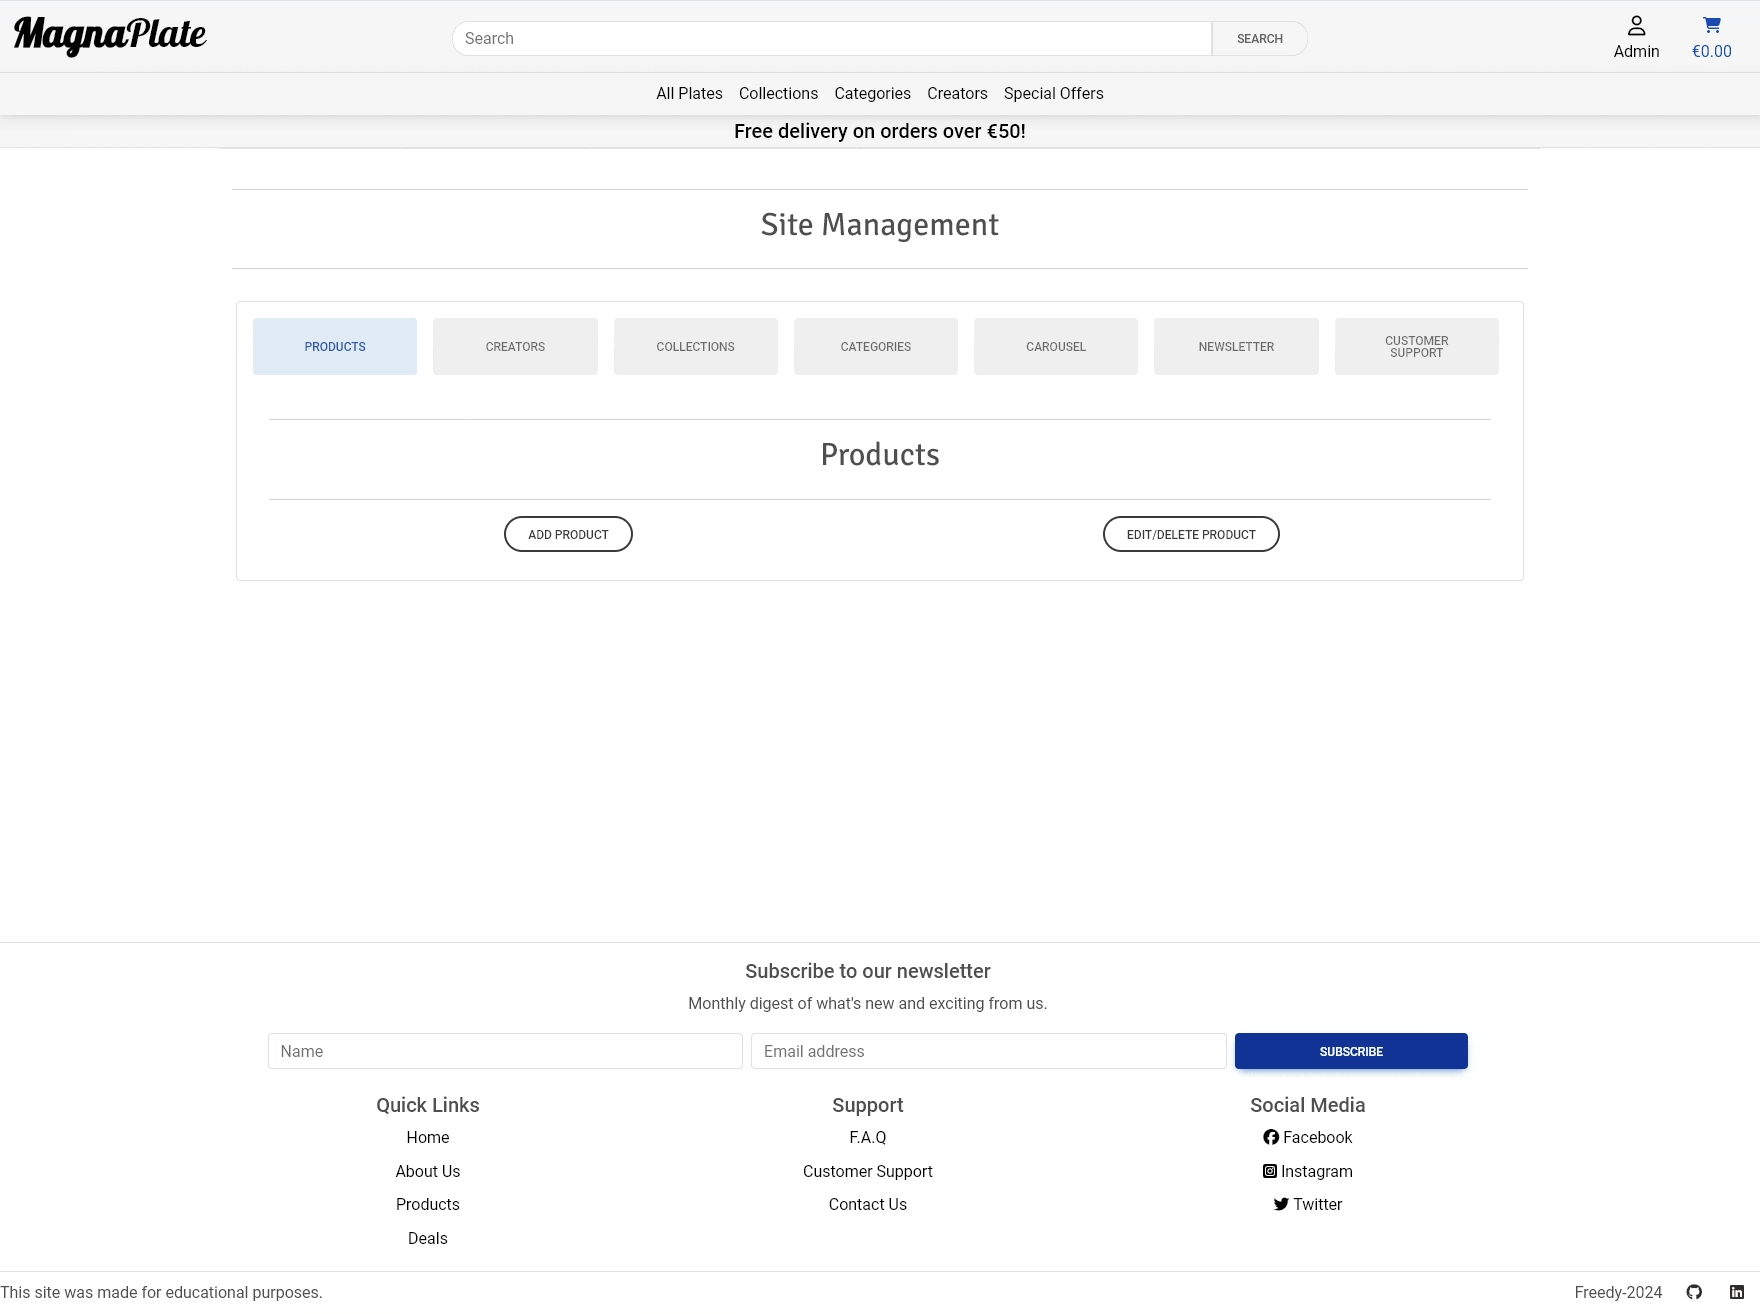 MagnaPlate
Search
SEARCH
Admin
€0.00
All Plates Collections Categories Creators Special Offers
Free delivery on orders over €50!
Site Management
PRODUCTS
CREATORS
COLLECTIONS
CATEGORIES
CAROUSEL
NEWSLETTER
CUSTOMER
SUPPORT
Products
ADD PRODUCT
EDIT/DELETE PRODUCT
Subscribe to our newsletter
Monthly digest of what's new and exciting from us.
Name
Email address
SUBSCRIBE
Quick Links
Home
About Us
Products
Deals
Support
F.A.Q
Customer Support
Contact Us
Social Media
Facebook
Instagram
Twitter
This site was made for educational purposes.
Freedy-2024